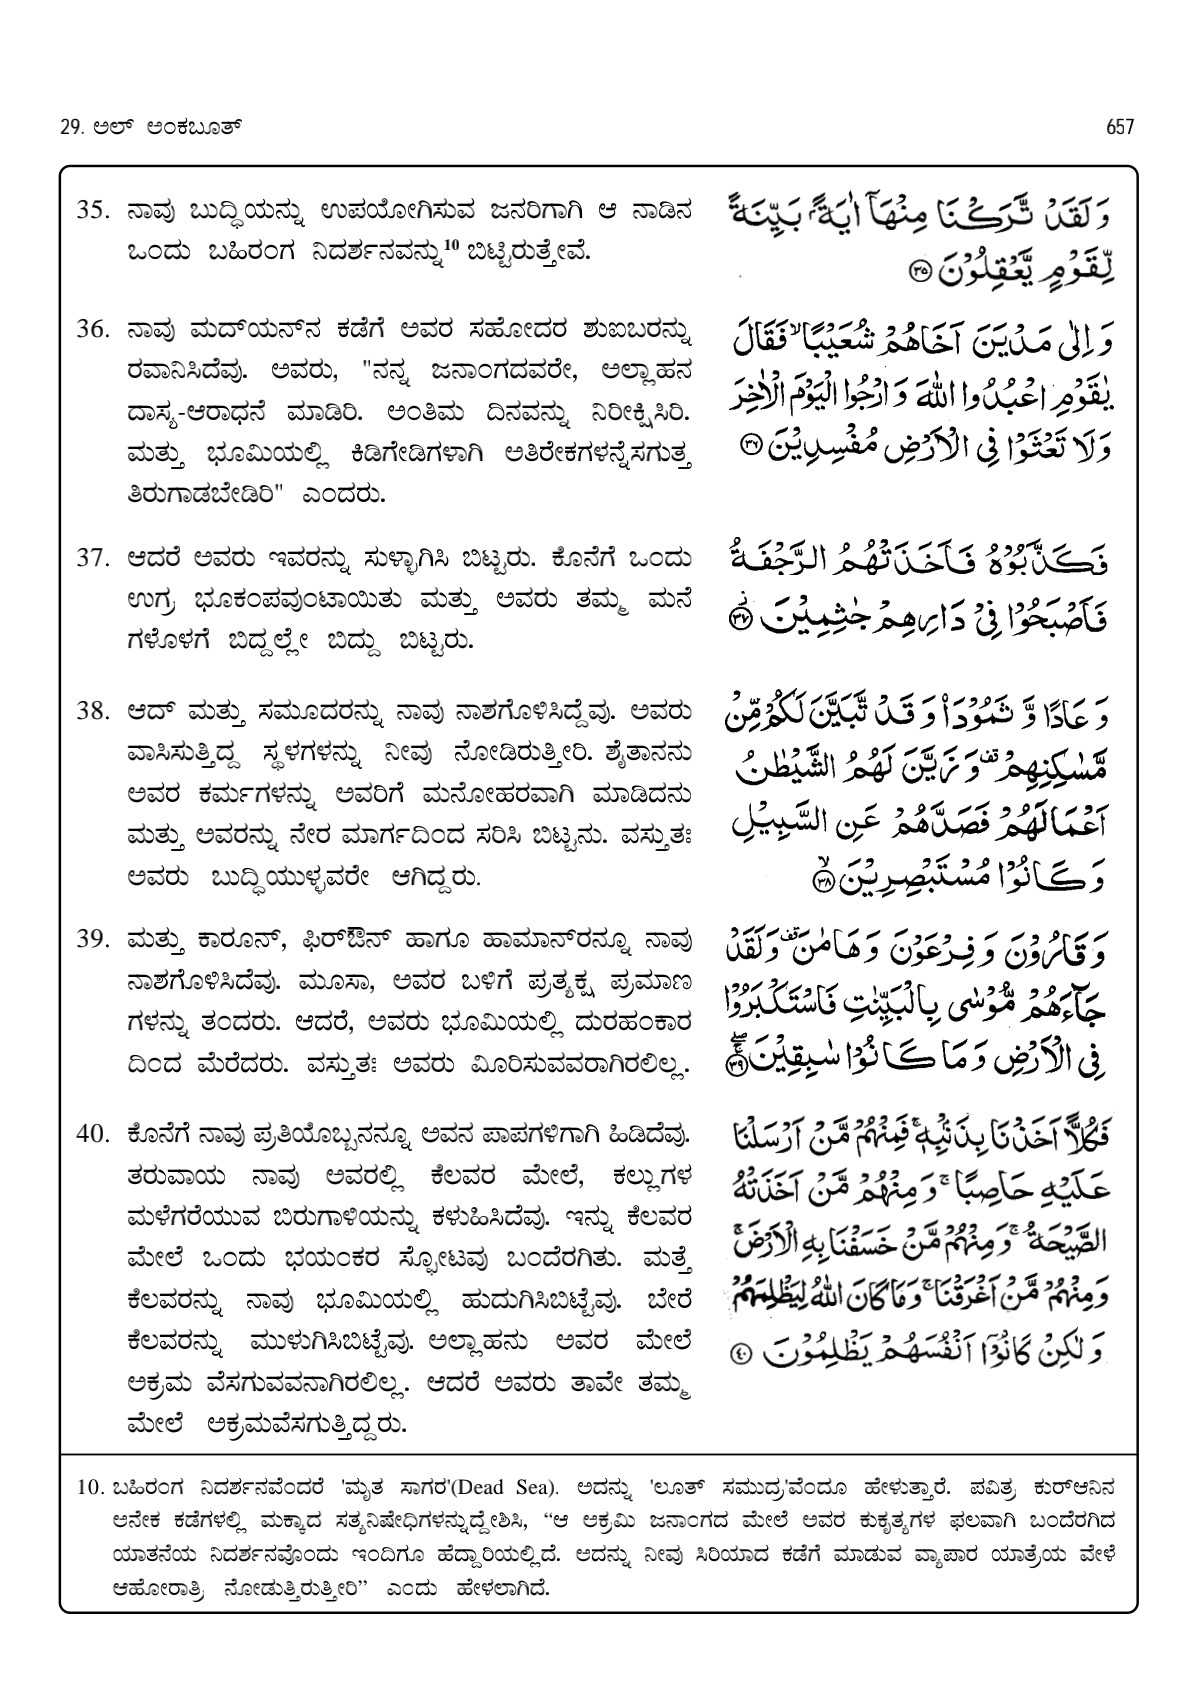 29. ಅಲ್ ಅಂಕಬೂತ್
657
35. ನಾವು ಬುದ್ಧಿಯನ್ನು ಉಪಯೋಗಿಸುವ ಜನರಿಗಾಗಿ ಆ ನಾಡಿನ
ಒಂದು ಬಹಿರಂಗ ನಿದರ್ಶನವನ್ನು10 ಬಿಟ್ಟಿರುತ್ತೇವೆ.
وَلَقَدْ تَّرَكْنَا مِنْهَآ اٰيَةًۢ بَيِّنَةً
لِّقَوْمٍ يَّعْقِلُوْنَ ۝٣٥
36. ನಾವು ಮದ್‌ಯನ್‌ನ ಕಡೆಗೆ ಅವರ ಸಹೋದರ ಶುಐಬರನ್ನು
ರವಾನಿಸಿದೆವು. ಅವರು, "ನನ್ನ ಜನಾಂಗದವರೇ, ಅಲ್ಲಾಹನ
ದಾಸ್ಯ-ಆರಾಧನೆ ಮಾಡಿರಿ. ಅಂತಿಮ ದಿನವನ್ನು ನಿರೀಕ್ಷಿಸಿರಿ.
ಮತ್ತು ಭೂಮಿಯಲ್ಲಿ ಕಿಡಿಗೇಡಿಗಳಾಗಿ ಅತಿರೇಕಗಳನ್ನೆಸಗುತ್ತ
ತಿರುಗಾಡಬೇಡಿರಿ" ಎಂದರು.
وَاِلٰى مَدْيَنَ اَخَاهُمْ شُعَيْبًا ۙ فَقَالَ
يٰقَوْمِ اعْبُدُوا اللّٰهَ وَارْجُوا الْيَوْمَ الْاٰخِرَ
وَلَا تَعْثَوْا فِى الْاَرْضِ مُفْسِدِيْنَ ۝٣٦
37. ಆದರೆ ಅವರು ಇವರನ್ನು ಸುಳ್ಳಾಗಿಸಿ ಬಿಟ್ಟರು. ಕೊನೆಗೆ ಒಂದು
ಉಗ್ರ ಭೂಕಂಪವುಂಟಾಯಿತು ಮತ್ತು ಅವರು ತಮ್ಮ ಮನೆ
ಗಳೊಳಗೆ ಬಿದ್ದಲ್ಲೇ ಬಿದ್ದು ಬಿಟ್ಟರು.
فَكَذَّبُوْهُ فَاَخَذَتْهُمُ الرَّجْفَةُ
فَاَصْبَحُوْا فِيْ دَارِهِمْ جٰثِمِيْنَ ۝٣٧
38. ಆದ್ ಮತ್ತು ಸಮೂದರನ್ನು ನಾವು ನಾಶಗೊಳಿಸಿದ್ದೆವು. ಅವರು
ವಾಸಿಸುತ್ತಿದ್ದ ಸ್ಥಳಗಳನ್ನು ನೀವು ನೋಡಿರುತ್ತೀರಿ. ಶೈತಾನನು
ಅವರ ಕರ್ಮಗಳನ್ನು ಅವರಿಗೆ ಮನೋಹರವಾಗಿ ಮಾಡಿದನು
ಮತ್ತು ಅವರನ್ನು ನೇರ ಮಾರ್ಗದಿಂದ ಸರಿಸಿ ಬಿಟ್ಟನು. ವಸ್ತುತಃ
ಅವರು ಬುದ್ಧಿಯುಳ್ಳವರೇ ಆಗಿದ್ದರು.
وَعَادًا وَّثَمُوْدَا۟ وَقَدْ تَّبَيَّنَ لَكُمْ مِّنْ
مَّسٰكِنِهِمْ ۣ وَزَيَّنَ لَهُمُ الشَّيْطٰنُ
اَعْمَالَهُمْ فَصَدَّهُمْ عَنِ السَّبِيْلِ
وَكَانُوْا مُسْتَبْصِرِيْنَ ۝٣٨
39. ಮತ್ತು ಕಾರೂನ್, ಫಿರ್‌ಔನ್ ಹಾಗೂ ಹಾಮಾನ್‌ರನ್ನೂ ನಾವು
ನಾಶಗೊಳಿಸಿದೆವು. ಮೂಸಾ, ಅವರ ಬಳಿಗೆ ಪ್ರತ್ಯಕ್ಷ ಪ್ರಮಾಣ
ಗಳನ್ನು ತಂದರು. ಆದರೆ, ಅವರು ಭೂಮಿಯಲ್ಲಿ ದುರಹಂಕಾರ
ದಿಂದ ಮೆರೆದರು. ವಸ್ತುತಃ ಅವರು ಮೀರಿಸುವವರಾಗಿರಲಿಲ್ಲ.
وَقَارُوْنَ وَفِرْعَوْنَ وَهَامٰنَ ۣ وَلَقَدْ
جَآءَهُمْ مُّوْسٰى بِالْبَيِّنٰتِ فَاسْتَكْبَرُوْا
فِى الْاَرْضِ وَمَا كَانُوْا سٰبِقِيْنَ ۝٣٩
40. ಕೊನೆಗೆ ನಾವು ಪ್ರತಿಯೊಬ್ಬನನ್ನೂ ಅವನ ಪಾಪಗಳಿಗಾಗಿ ಹಿಡಿದೆವು.
ತರುವಾಯ ನಾವು ಅವರಲ್ಲಿ ಕೆಲವರ ಮೇಲೆ, ಕಲ್ಲುಗಳ
ಮಳೆಗರೆಯುವ ಬಿರುಗಾಳಿಯನ್ನು ಕಳುಹಿಸಿದೆವು. ಇನ್ನು ಕೆಲವರ
ಮೇಲೆ ಒಂದು ಭಯಂಕರ ಸ್ಫೋಟವು ಬಂದೆರಗಿತು. ಮತ್ತೆ
ಕೆಲವರನ್ನು ನಾವು ಭೂಮಿಯಲ್ಲಿ ಹುದುಗಿಸಿಬಿಟ್ಟೆವು. ಬೇರೆ
ಕೆಲವರನ್ನು ಮುಳುಗಿಸಿಬಿಟ್ಟೆವು. ಅಲ್ಲಾಹನು ಅವರ ಮೇಲೆ
ಅಕ್ರಮ ವೆಸಗುವವನಾಗಿರಲಿಲ್ಲ. ಆದರೆ ಅವರು ತಾವೇ ತಮ್ಮ
ಮೇಲೆ ಅಕ್ರಮವೆಸಗುತ್ತಿದ್ದರು.
فَكُلًّا اَخَذْنَا بِذَنْۢبِهٖ ۚ فَمِنْهُمْ مَّنْ اَرْسَلْنَا
عَلَيْهِ حَاصِبًا ۚ وَمِنْهُمْ مَّنْ اَخَذَتْهُ
الصَّيْحَةُ ۚ وَمِنْهُمْ مَّنْ خَسَفْنَا بِهِ الْاَرْضَ ۚ
وَمِنْهُمْ مَّنْ اَغْرَقْنَا ۚ وَمَا كَانَ اللّٰهُ لِيَظْلِمَهُمْ
وَلٰكِنْ كَانُوْٓا اَنْفُسَهُمْ يَظْلِمُوْنَ ۝٤٠
10. ಬಹಿರಂಗ ನಿದರ್ಶನವೆಂದರೆ 'ಮೃತ ಸಾಗರ'(Dead Sea). ಅದನ್ನು 'ಲೂತ್ ಸಮುದ್ರ'ವೆಂದೂ ಹೇಳುತ್ತಾರೆ. ಪವಿತ್ರ ಕುರ್‌ಆನಿನ
ಅನೇಕ ಕಡೆಗಳಲ್ಲಿ ಮಕ್ಕಾದ ಸತ್ಯನಿಷೇಧಿಗಳನ್ನುದ್ದೇಶಿಸಿ, “ಆ ಅಕ್ರಮಿ ಜನಾಂಗದ ಮೇಲೆ ಅವರ ಕುಕೃತ್ಯಗಳ ಫಲವಾಗಿ ಬಂದೆರಗಿದ
ಯಾತನೆಯ ನಿದರ್ಶನವೊಂದು ಇಂದಿಗೂ ಹೆದ್ದಾರಿಯಲ್ಲಿದೆ. ಅದನ್ನು ನೀವು ಸಿರಿಯಾದ ಕಡೆಗೆ ಮಾಡುವ ವ್ಯಾಪಾರ ಯಾತ್ರೆಯ ವೇಳೆ
ಆಹೋರಾತ್ರಿ ನೋಡುತ್ತಿರುತ್ತೀರಿ” ಎಂದು ಹೇಳಲಾಗಿದೆ.